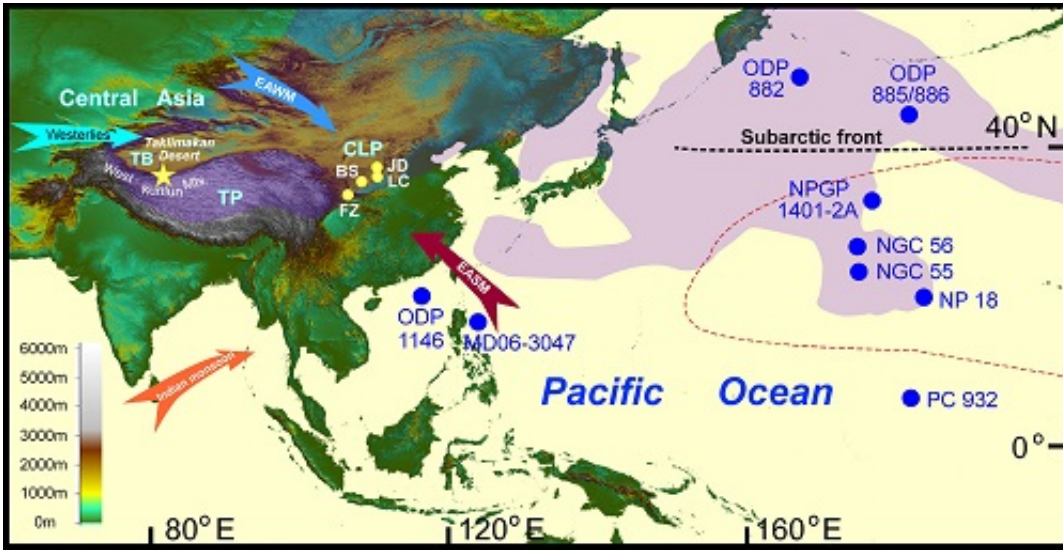 ODP
882
ODP
885/886
40° N
Central Asia
EAWM
Westerlies
Taklimakan
Desert
TB
West Kunlun Mts.
TP
CLP
BS
JD
LC
FZ
Subarctic front
NPGP
1401-2A
NGC 56
NGC 55
NP 18
EASM
ODP
1146
MD06-3047
Indian monsoon
Pacific Ocean
PC 932
0°
6000m
5000m
4000m
3000m
2000m
1000m
0m
80°E
120°E
160°E